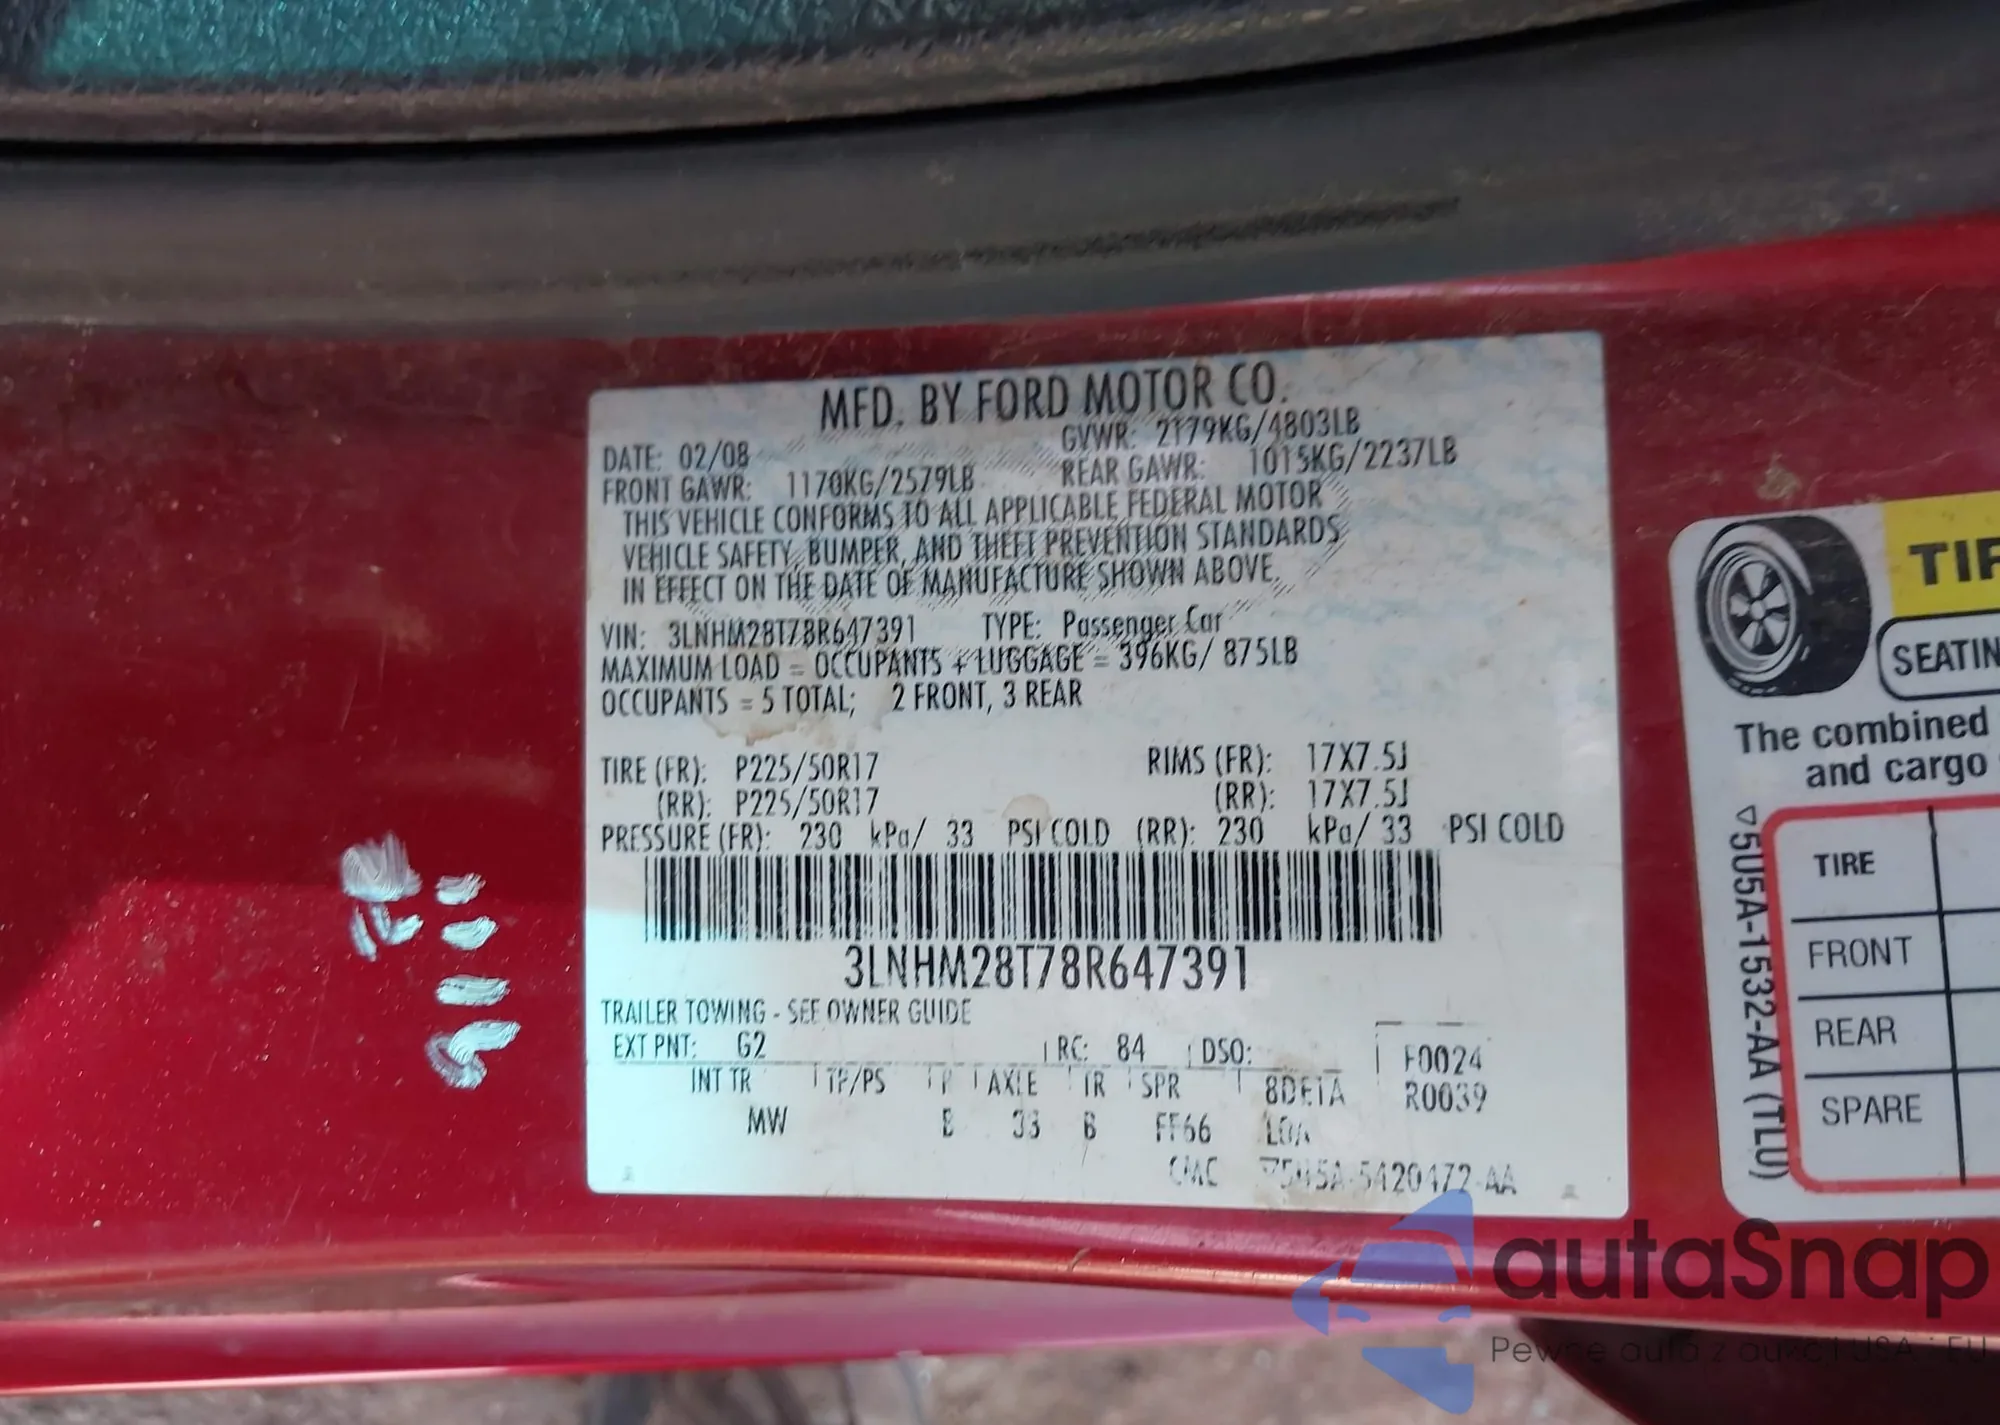 MFD. BY FORD MOTOR CO.
DATE: 02/08 GVWR: 2179KG/4803LB
FRONT GAWR: 1170KG/2579LB REAR GAWR: 1015KG/2237LB
THIS VEHICLE CONFORMS TO ALL APPLICABLE FEDERAL MOTOR
VEHICLE SAFETY, BUMPER, AND THEFT PREVENTION STANDARDS
IN EFFECT ON THE DATE OF MANUFACTURE SHOWN ABOVE.
VIN: 3LNHM28T78R647391 TYPE: Passenger Car
MAXIMUM LOAD = OCCUPANTS + LUGGAGE = 396KG/ 875LB
OCCUPANTS = 5 TOTAL; 2 FRONT, 3 REAR
TIRE (FR): P225/50R17 RIMS (FR): 17X7.5J
(RR): P225/50R17 (RR): 17X7.5J
PRESSURE (FR): 230 kPa/ 33 PSI COLD (RR): 230 kPa/ 33 PSI COLD
3LNHM28T78R647391
TRAILER TOWING - SEE OWNER GUIDE
EXT PNT: G2 RC: 84 DSO: F0024
INT TR TP/PS AXLE TR SPR R0039
MW 33 B FF66
TIR
SEATIN
The combined
and cargo
TIRE
FRONT
REAR
SPARE
▽5U5A-1532-AA (TLU)
autaSnap
Pewne auta z aukcji USA i EU